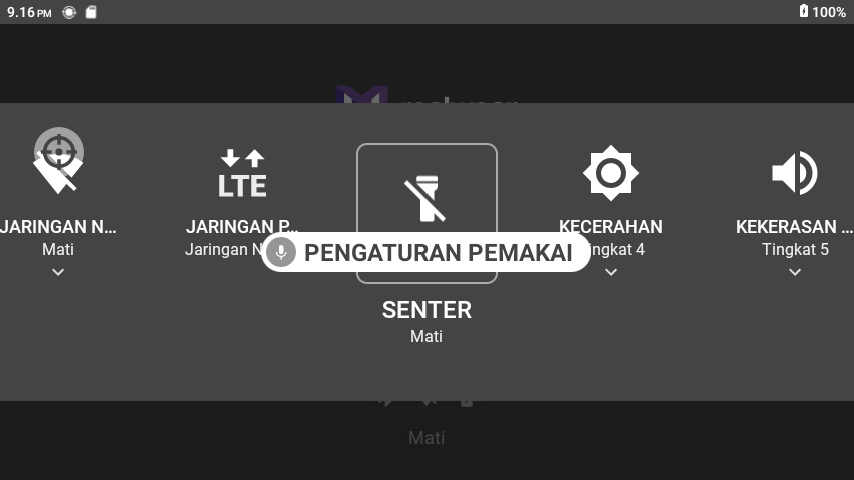 9.16 PM
100%
JARINGAN N...
Mati
LTE
JARINGAN P...
Jaringan N
PENGATURAN PEMAKAI
SENTER
Mati
KECERAHAN
ingkat 4
KEKERASAN ...
Tingkat 5
Mati